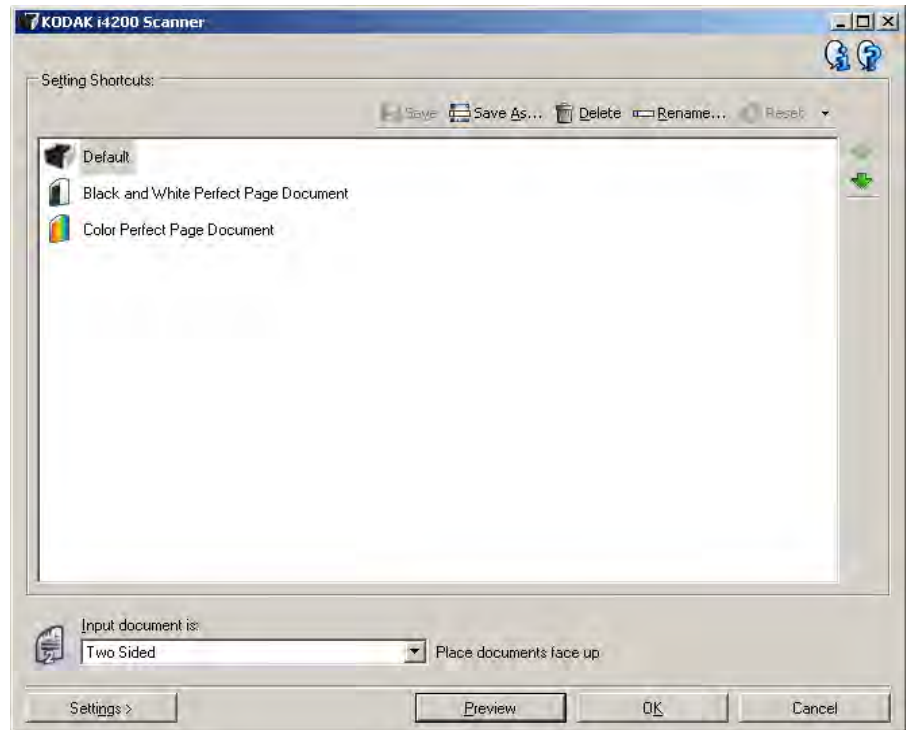 KODAK i4200 Scanner
Setting Shortcuts:
Save Save As... Delete Rename... Reset
Default
Black and White Perfect Page Document
Color Perfect Page Document
Input document is:
Two Sided Place documents face up
Settings > Preview OK Cancel